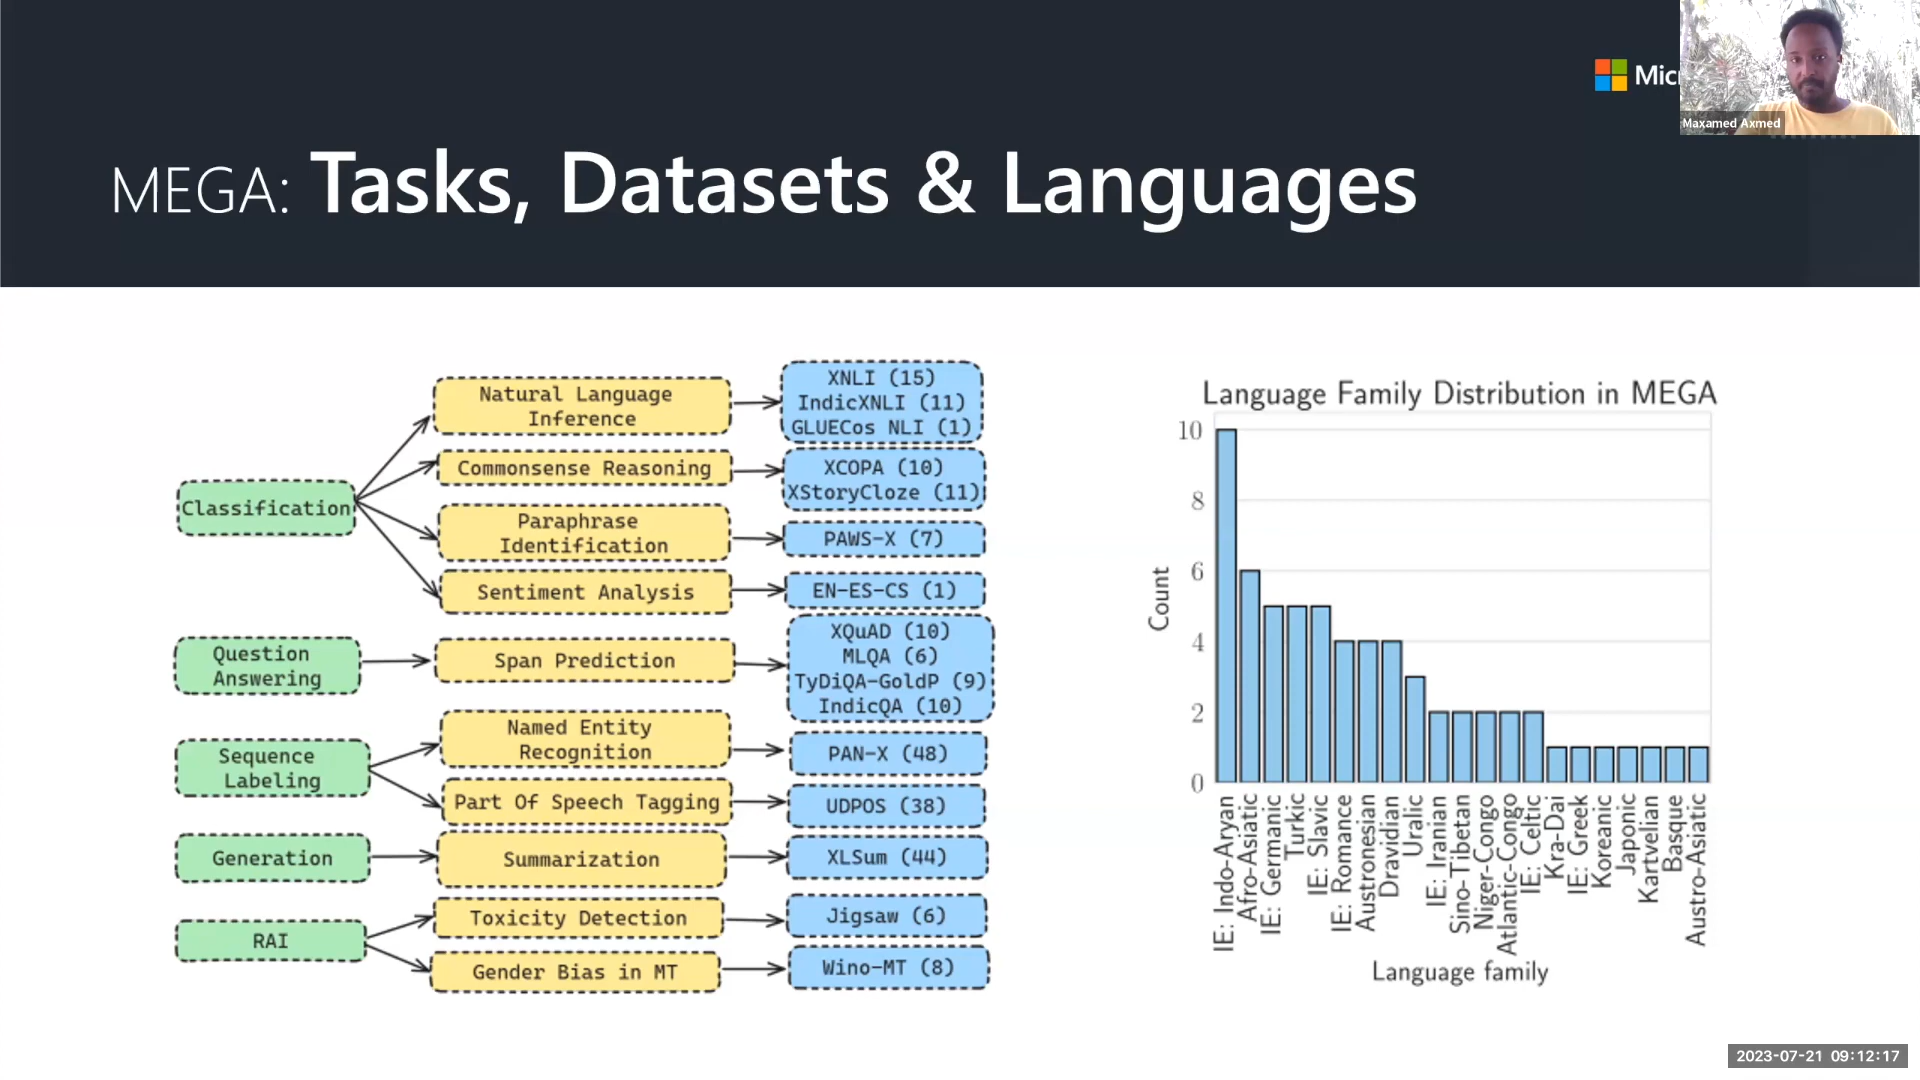 Mic
Maxamed Axmed
MEGA: Tasks, Datasets & Languages
Classification
Natural Language
Inference
XNLI (15)
IndicXNLI (11)
GLUECos NLI (1)
Commonsense Reasoning
XCOPA (10)
XStoryCloze (11)
Paraphrase
Identification
PAWS-X (7)
Sentiment Analysis
EN-ES-CS (1)
Question
Answering
Span Prediction
XQuAD (10)
MLQA (6)
TyDiQA-GoldP (9)
IndicQA (10)
Sequence
Labeling
Named Entity
Recognition
PAN-X (48)
Part Of Speech Tagging
UDPOS (38)
Generation
Summarization
XLSum (44)
RAI
Toxicity Detection
Jigsaw (6)
Gender Bias in MT
Wino-MT (8)
Language Family Distribution in MEGA
Count
10
8
6
4
2
0
IE: Indo-Aryan
Afro-Asiatic
IE: Germanic
Turkic
IE: Slavic
IE: Romance
Austronesian
Dravidian
Uralic
IE: Iranian
Sino-Tibetan
Niger-Congo
Atlantic-Congo
IE: Celtic
Kra-Dai
IE: Greek
Koreanic
Japonic
Kartvelian
Basque
Austro-Asiatic
Language family
2023-07-21 09:12:17